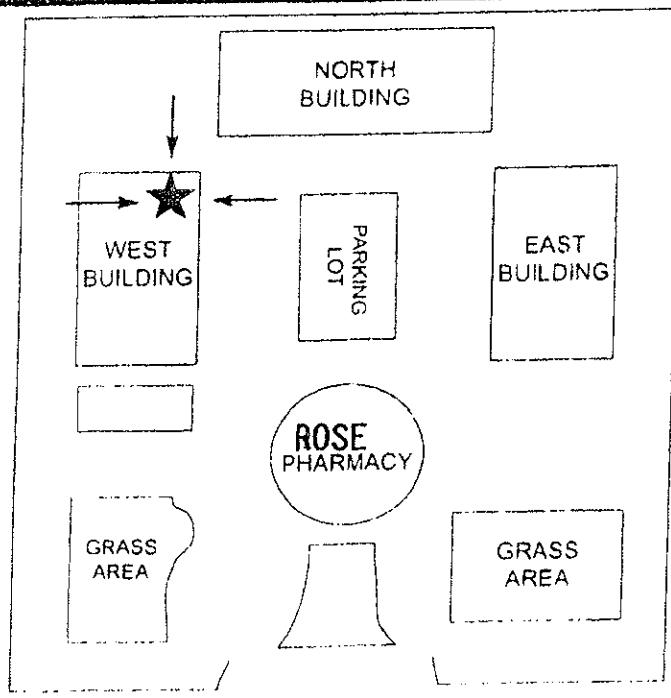 NORTH
BUILDING
WEST
BUILDING
PARKING
LOT
EAST
BUILDING
ROSE
PHARMACY
GRASS
AREA
GRASS
AREA